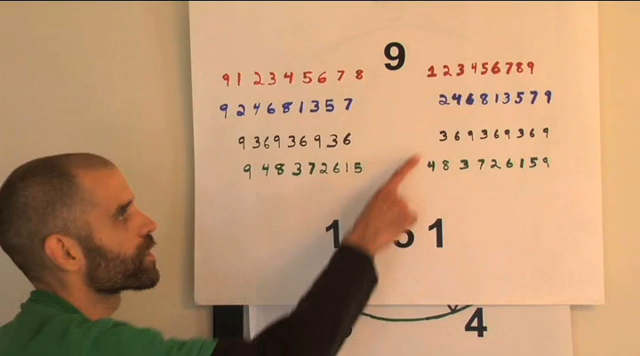 9
9 1 2 3 4 5 6 7 8 1 2 3 4 5 6 7 8 9
9 2 4 6 8 1 3 5 7 2 4 6 8 1 3 5 7 9
9 3 6 9 3 6 9 3 6 3 6 9 3 6 9 3 6 9
9 4 8 3 7 2 6 1 5 4 8 3 7 2 6 1 5 9
1 5 1
4